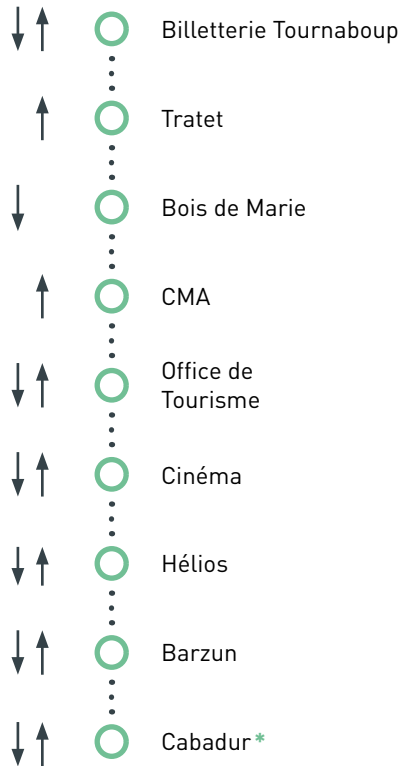 Billetterie Tournaboup
Tratet
Bois de Marie
CMA
Office de
Tourisme
Cinéma
Hélios
Barzun
Cabadur*